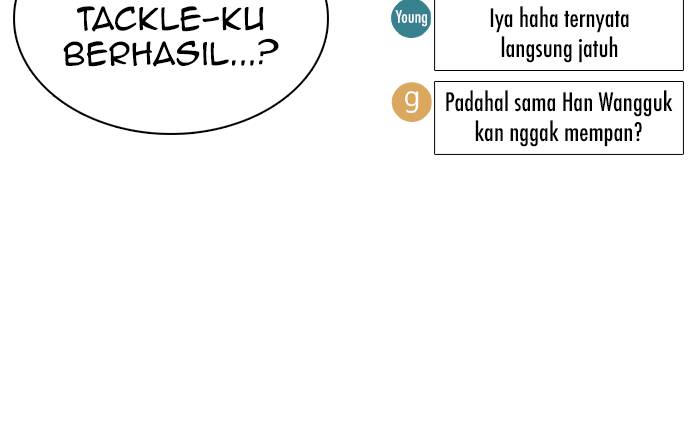 TACKLE-KU
BERHASIL...?
Young
Iya haha ternyata
langsung jatuh
g
Padahal sama Han Wangguk
kan nggak mempan?